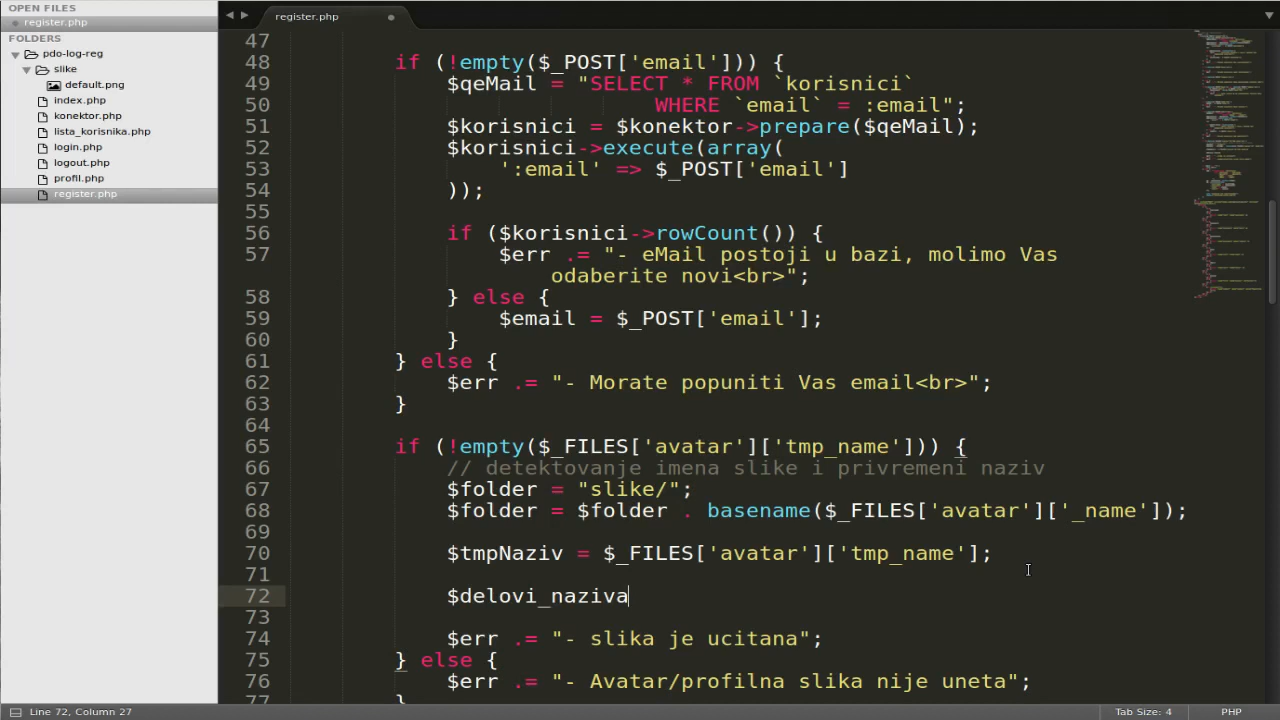 OPEN FILES
register.php
FOLDERS
pdo-log-reg
slike
default.png
index.php
konektor.php
lista_korisnika.php
login.php
logout.php
profil.php
register.php
register.php
47
48 if (!empty($_POST['email'])) {
49 $qeMail = "SELECT * FROM `korisnici`
50 WHERE `email` = :email";
51 $korisnici = $konektor->prepare($qeMail);
52 $korisnici->execute(array(
53 ':email' => $_POST['email']
54 ));
55
56 if ($korisnici->rowCount()) {
57 $err .= "- eMail postoji u bazi, molimo Vas
odaberite novi<br>";
58 } else {
59 $email = $_POST['email'];
60 }
61 } else {
62 $err .= "- Morate popuniti Vas email<br>";
63 }
64
65 if (!empty($_FILES['avatar']['tmp_name'])) {
66 // detektovanje imena slike i privremeni naziv
67 $folder = "slike/";
68 $folder = $folder . basename($_FILES['avatar']['_name']);
69
70 $tmpNaziv = $_FILES['avatar']['tmp_name'];
71
72 $delovi_naziva
73
74 $err .= "- slika je ucitana";
75 } else {
76 $err .= "- Avatar/profilna slika nije uneta";
77 }
Line 72, Column 27
Tab Size: 4
PHP